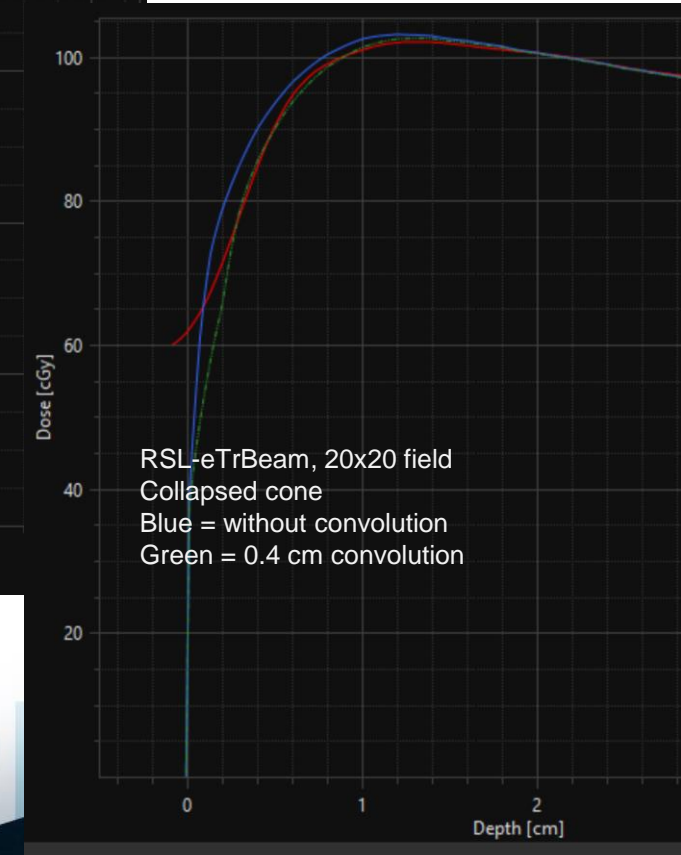 100
80
60
40
20
Dose [cGy]
RSL-eTrBeam, 20x20 field
Collapsed cone
Blue = without convolution
Green = 0.4 cm convolution
0
1
2
Depth [cm]